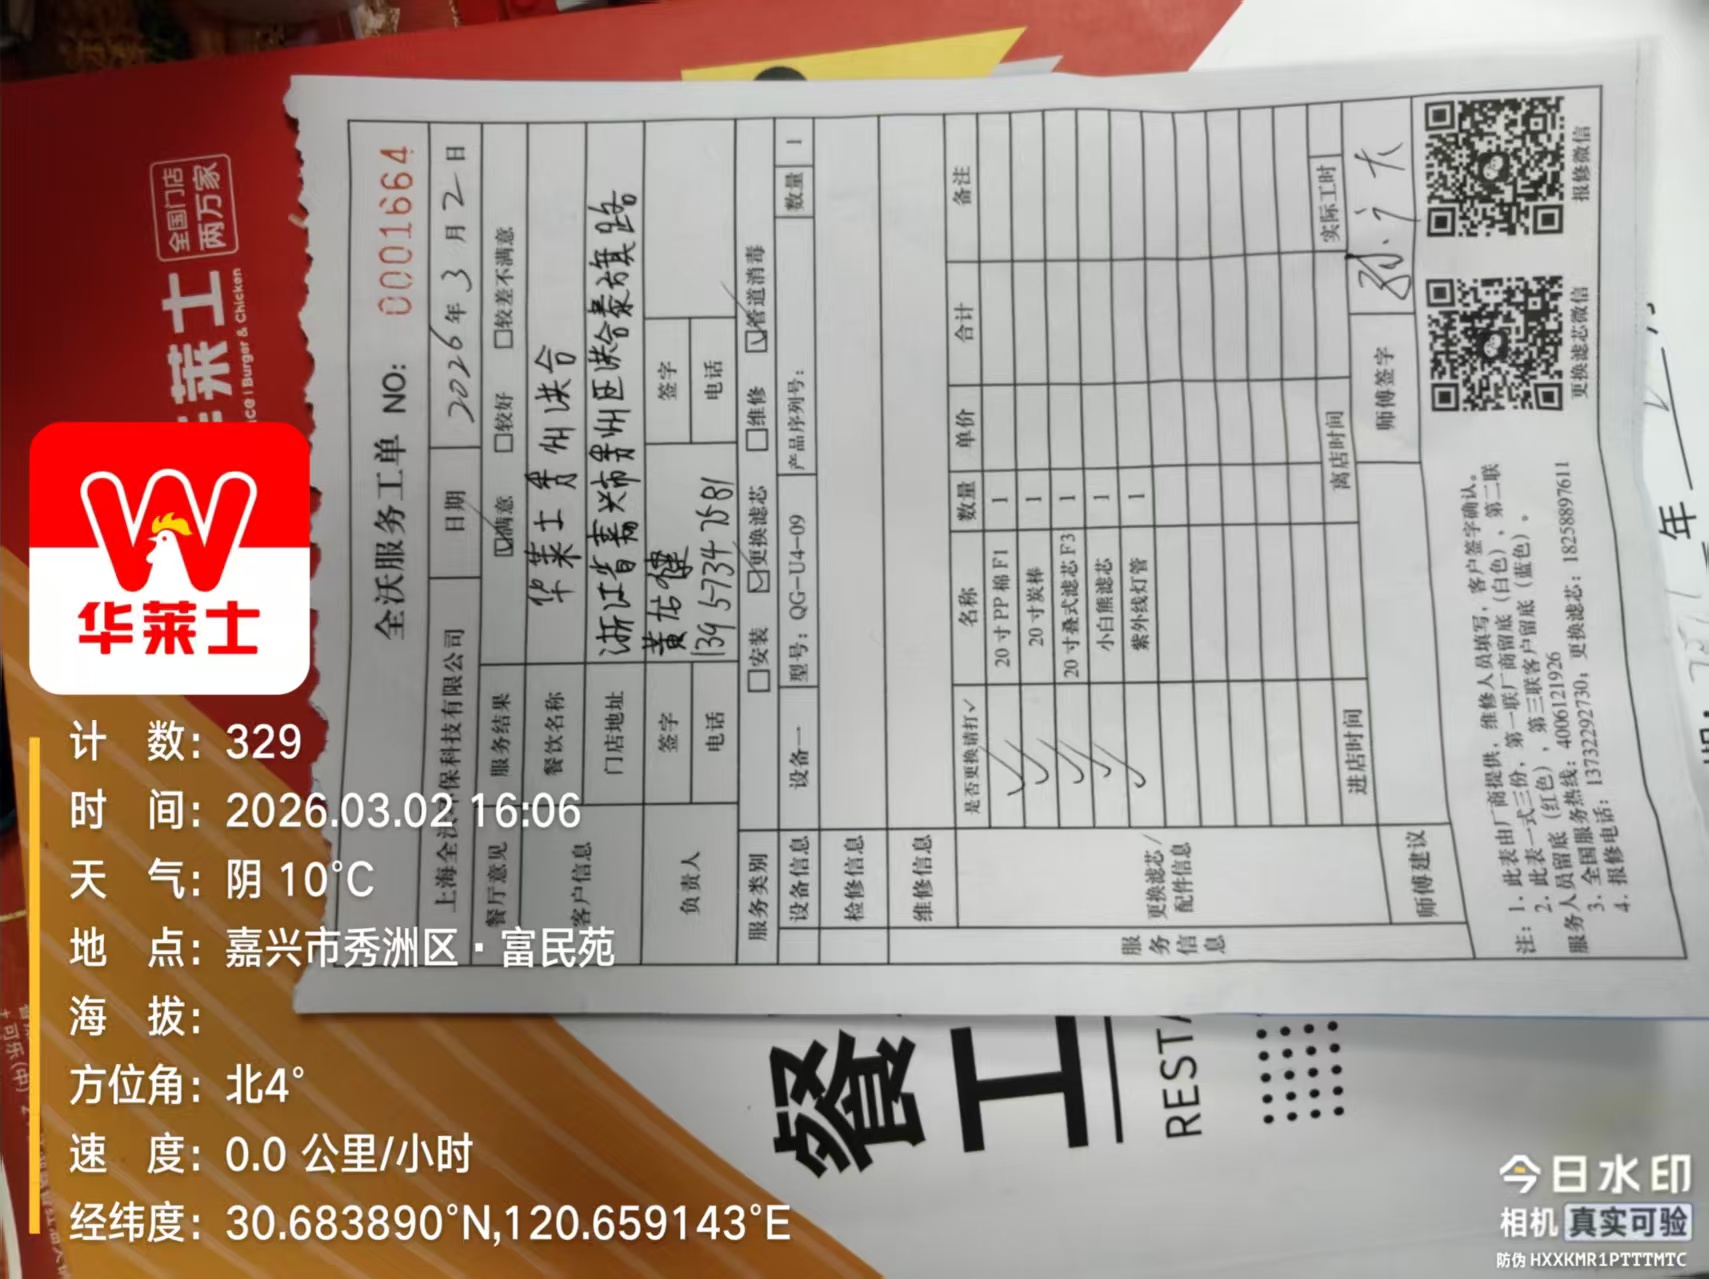 全国门店
两万家
莱士
Burger & Chicken
全沃服务工单 NO: 0001664
日期 2026年3月2日
餐厅意见 服务结果 ☑满意 □较好 □较差不满意
客户信息 餐饮名称 华莱士秀州洪合
门店地址 浙江省嘉兴市秀州区洪合泰旗路
负责人 签字 签字
电话 电话
服务类别 □安装 ☑更换滤芯 □维修 ☑管道消毒
设备信息 设备一 型号:QG-U4-09 产品序列号: 数量 1
检修信息
维修信息
服务信息
更换滤芯/配件信息
是否更换请打✓ 名称 数量 单价 合计 备注
✓ 20寸PP棉F1 1
✓ 20寸炭棒 1
✓ 20寸叠式滤芯F3 1
✓ 小白熊滤芯 1
✓ 紫外线灯管 1
进店时间 离店时间 实际工时
师傅建议 师傅签字
注:1. 此表由厂商提供,维修人员填写,客户签字确认。
2. 此表一式三份,第一联厂商留底(白色)、第二联
服务人员留底(红色),第三联客户留底(蓝色)。
3. 全国服务热线:4006121926
4. 报修电话:13732292730; 更换滤芯:18258897611
更换滤芯微信
报修微信
餐
工
REST
年
华莱士
计 数:329
时 间:2026.03.02 16:06
天 气:阴 10°C
地 点:嘉兴市秀洲区·富民苑
海 拔:
方位角:北4°
速 度:0.0 公里/小时
经纬度:30.683890°N,120.659143°E
今日水印
相机 真实可验
防伪 HXXKMR1PTTTMTC